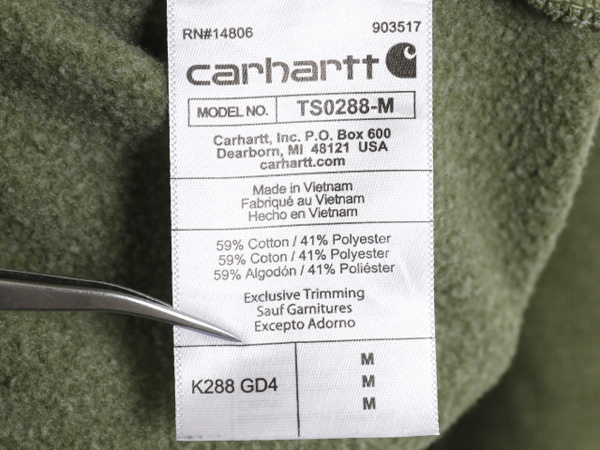 RN#14806 903517
carhartt
MODEL NO. TS0288-M
Carhartt, Inc. P.O. Box 600
Dearborn, MI 48121 USA
carhartt.com
Made in Vietnam
Fabriqué au Vietnam
Hecho en Vietnam
59% Cotton / 41% Polyester
59% Coton / 41% Polyester
59% Algodón / 41% Poliéster
Exclusive Trimming
Sauf Garnitures
Excepto Adorno
K288 GD4
M
M
M